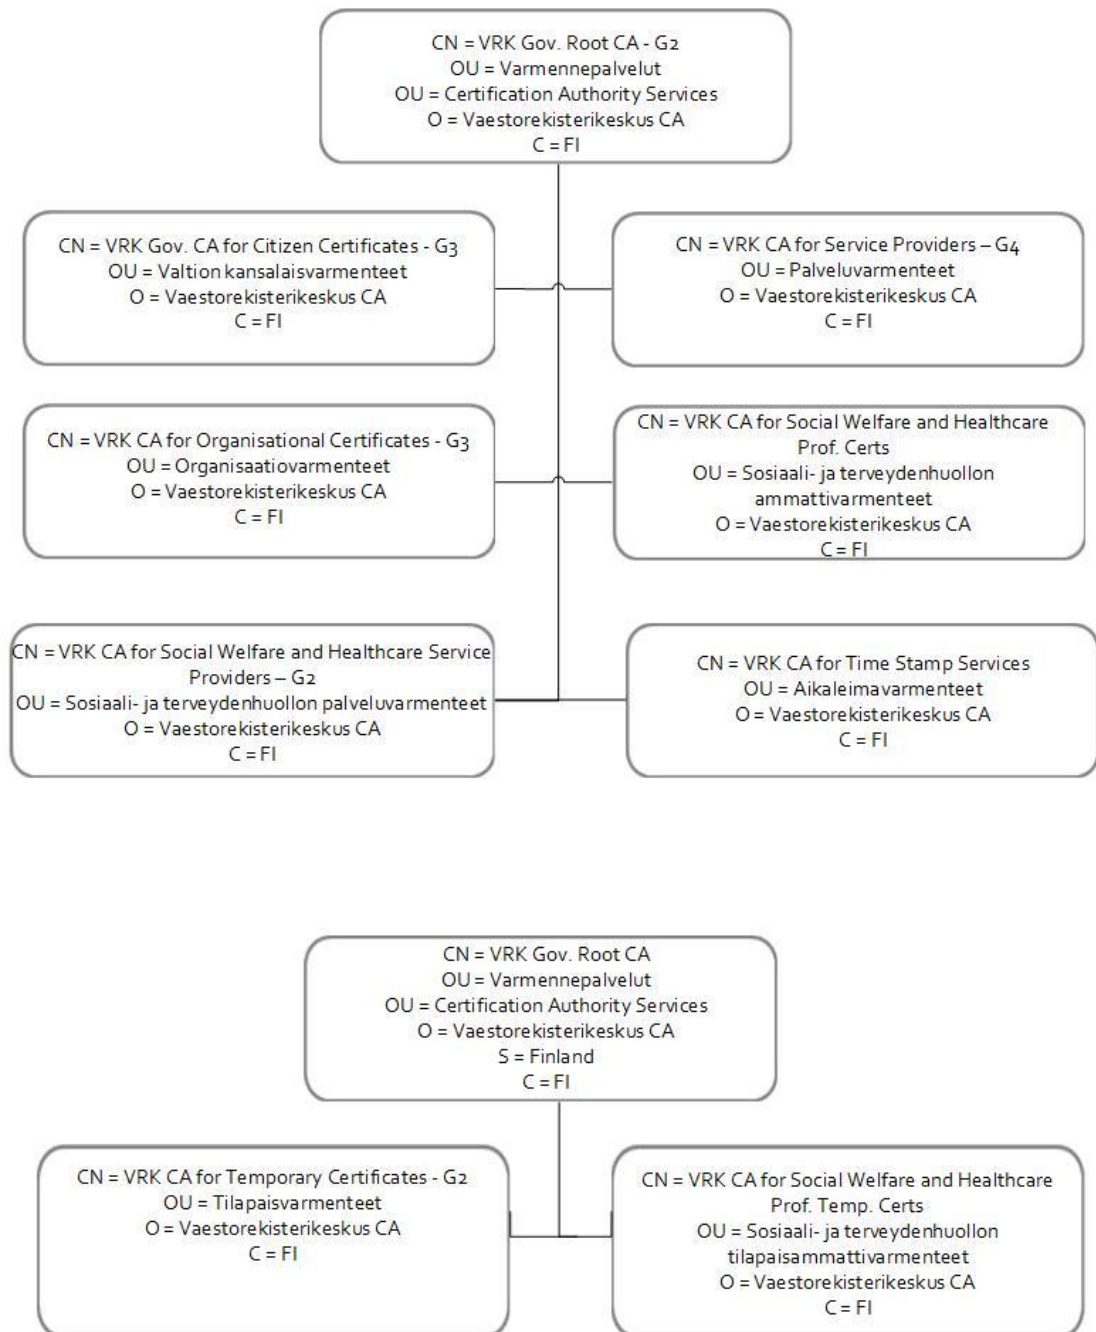 CN = VRK Gov. Root CA - G2
OU = Varmennepalvelut
OU = Certification Authority Services
O = Vaestorekisterikeskus CA
C = FI
CN = VRK Gov. CA for Citizen Certificates - G3
OU = Valtion kansalaisvarmenteet
O = Vaestorekisterikeskus CA
C = FI
CN = VRK CA for Service Providers – G4
OU = Palveluvarmenteet
O = Vaestorekisterikeskus CA
C = FI
CN = VRK CA for Organisational Certificates - G3
OU = Organisaatiovarmenteet
O = Vaestorekisterikeskus CA
C = FI
CN = VRK CA for Social Welfare and Healthcare
Prof. Certs
OU = Sosiaali- ja terveydenhuollon
ammattivarmenteet
O = Vaestorekisterikeskus CA
C = FI
CN = VRK CA for Social Welfare and Healthcare Service
Providers – G2
OU = Sosiaali- ja terveydenhuollon palveluvarmenteet
O = Vaestorekisterikeskus CA
C = FI
CN = VRK CA for Time Stamp Services
OU = Aikaleimavarmenteet
O = Vaestorekisterikeskus CA
C = FI
CN = VRK Gov. Root CA
OU = Varmennepalvelut
OU = Certification Authority Services
O = Vaestorekisterikeskus CA
S = Finland
C = FI
CN = VRK CA for Temporary Certificates - G2
OU = Tilapaisvarmenteet
O = Vaestorekisterikeskus CA
C = FI
CN = VRK CA for Social Welfare and Healthcare
Prof. Temp. Certs
OU = Sosiaali- ja terveydenhuollon
tilapaisammattivarmenteet
O = Vaestorekisterikeskus CA
C = FI